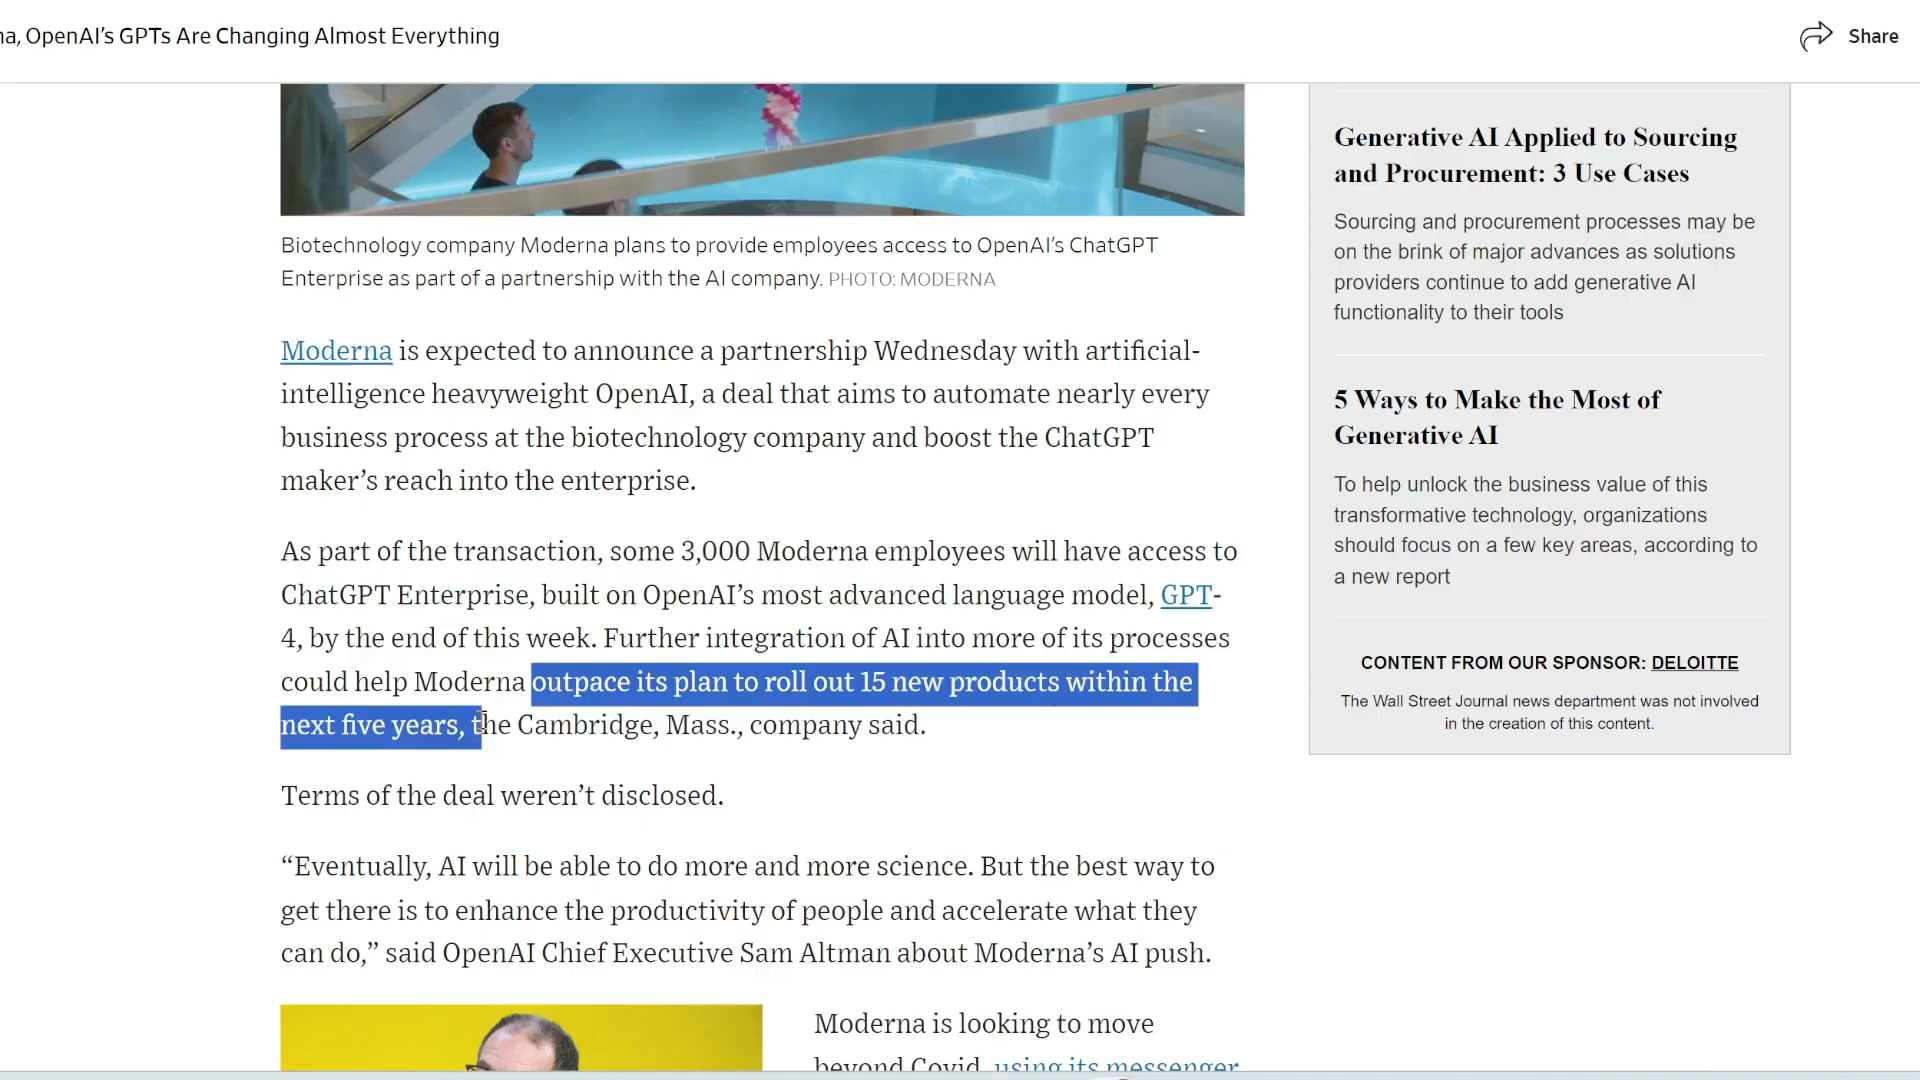 OpenAI’s GPTs Are Changing Almost Everything
Share
Biotechnology company Moderna plans to provide employees access to OpenAI’s ChatGPT
Enterprise as part of a partnership with the AI company. PHOTO: MODERNA
Moderna is expected to announce a partnership Wednesday with artificial-
intelligence heavyweight OpenAI, a deal that aims to automate nearly every
business process at the biotechnology company and boost the ChatGPT
maker’s reach into the enterprise.
As part of the transaction, some 3,000 Moderna employees will have access to
ChatGPT Enterprise, built on OpenAI’s most advanced language model, GPT-
4, by the end of this week. Further integration of AI into more of its processes
could help Moderna outpace its plan to roll out 15 new products within the
next five years, the Cambridge, Mass., company said.
Terms of the deal weren’t disclosed.
“Eventually, AI will be able to do more and more science. But the best way to
get there is to enhance the productivity of people and accelerate what they
can do,” said OpenAI Chief Executive Sam Altman about Moderna’s AI push.
Moderna is looking to move
beyond Covid, using its messenger
Generative AI Applied to Sourcing
and Procurement: 3 Use Cases
Sourcing and procurement processes may be
on the brink of major advances as solutions
providers continue to add generative AI
functionality to their tools
5 Ways to Make the Most of
Generative AI
To help unlock the business value of this
transformative technology, organizations
should focus on a few key areas, according to
a new report
CONTENT FROM OUR SPONSOR: DELOITTE
The Wall Street Journal news department was not involved
in the creation of this content.